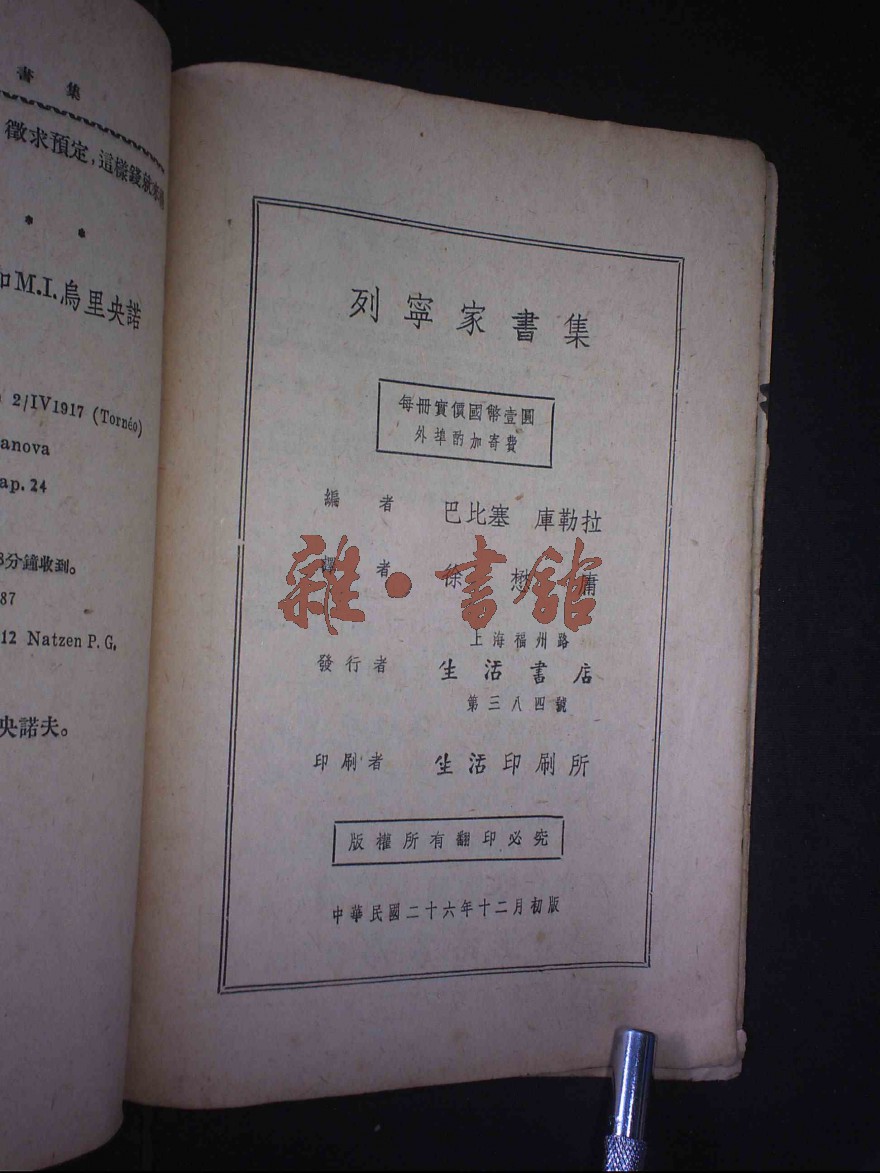 書集
徵求預定，這樣錢就
* *
和M.I.烏里央諾
2/IV1917 (Tornéo)
anova
ap. 24
分鐘收到。
87
12 Natzen P. G.
央諾夫。
列寧家書集
每冊實價國幣壹圓
外埠酌加寄費
編者 巴比塞 庫勒拉
譯者 徐懋庸
雜·書館
上海福州路
發行者 生活書店
第三八四號
印刷者 生活印刷所
版權所有翻印必究
中華民國二十六年十二月初版